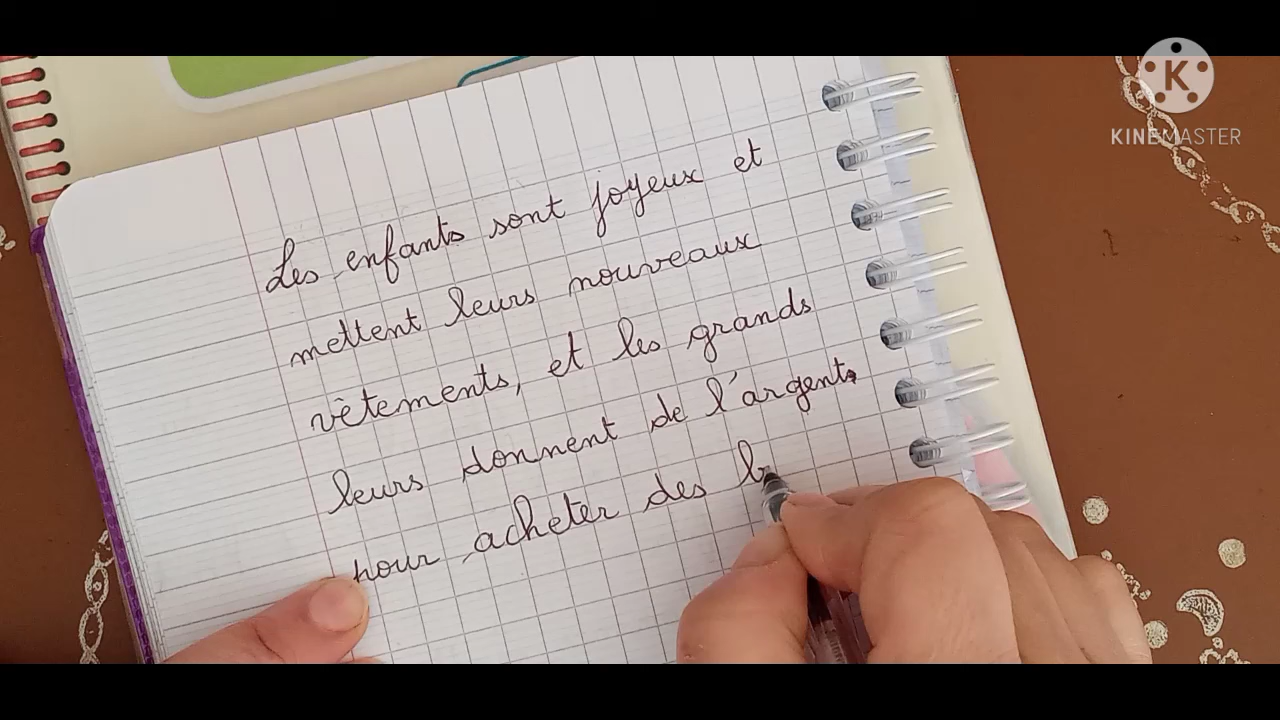 Les enfants sont joyeux et
mettent leurs nouveaux
vêtements, et les grands
leurs donnent de l'argents
pour acheter des b
KINEMASTER